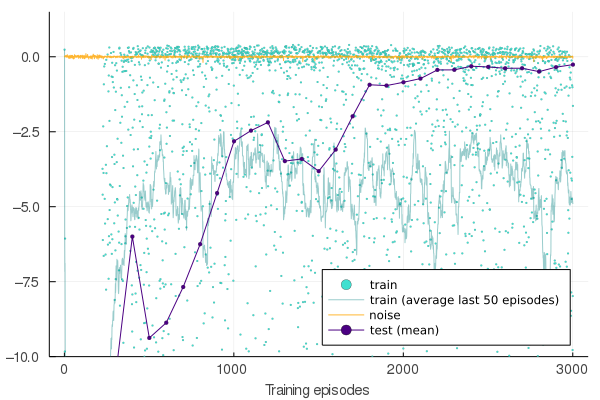 0.0
−2.5
−5.0
−7.5
−10.0
train
train (average last 50 episodes)
noise
test (mean)
0 1000 2000 3000
Training episodes